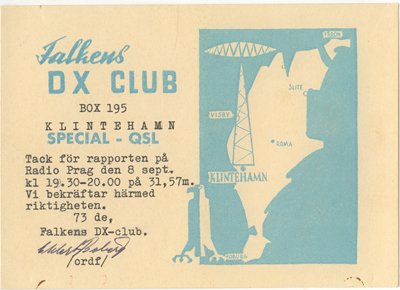 Falkens
DX CLUB
BOX 195
KLINTEHAMN
SPECIAL - QSL
Tack för rapporten på
Radio Prag den 8 sept.
kl 19.30-20.00 på 31,57m.
Vi bekräftar härmed
riktigheten.
73 de,
Falkens DX-club.
ordf/
FÅRÖN
SLITE
VISBY
ROMA
KLINTEHAMN